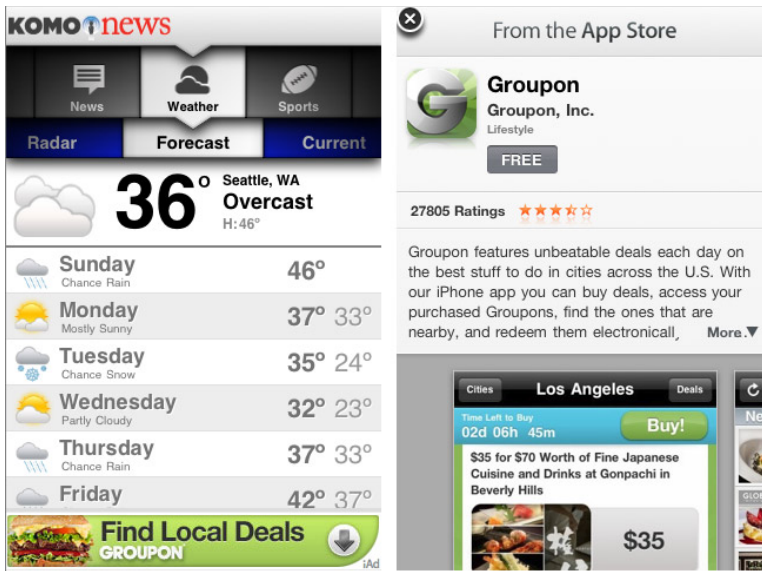 KOMO news
News
Weather
Sports
Radar
Forecast
Current
36°
Seattle, WA
Overcast
H:46°
Sunday
Chance Rain
46°
Monday
Mostly Sunny
37° 33°
Tuesday
Chance Snow
35° 24°
Wednesday
Partly Cloudy
32° 23°
Thursday
Chance Rain
37° 33°
Friday
42° 37°
Find Local Deals
GROUPON
iAd
From the App Store
Groupon
Groupon, Inc.
Lifestyle
FREE
27805 Ratings
Groupon features unbeatable deals each day on
the best stuff to do in cities across the U.S. With
our iPhone app you can buy deals, access your
purchased Groupons, find the ones that are
nearby, and redeem them electronicall
More
Cities
Los Angeles
Deals
Time Left to Buy
02d 06h 45m
Buy!
$35 for $70 Worth of Fine Japanese
Cuisine and Drinks at Gonpachi in
Beverly Hills
$35